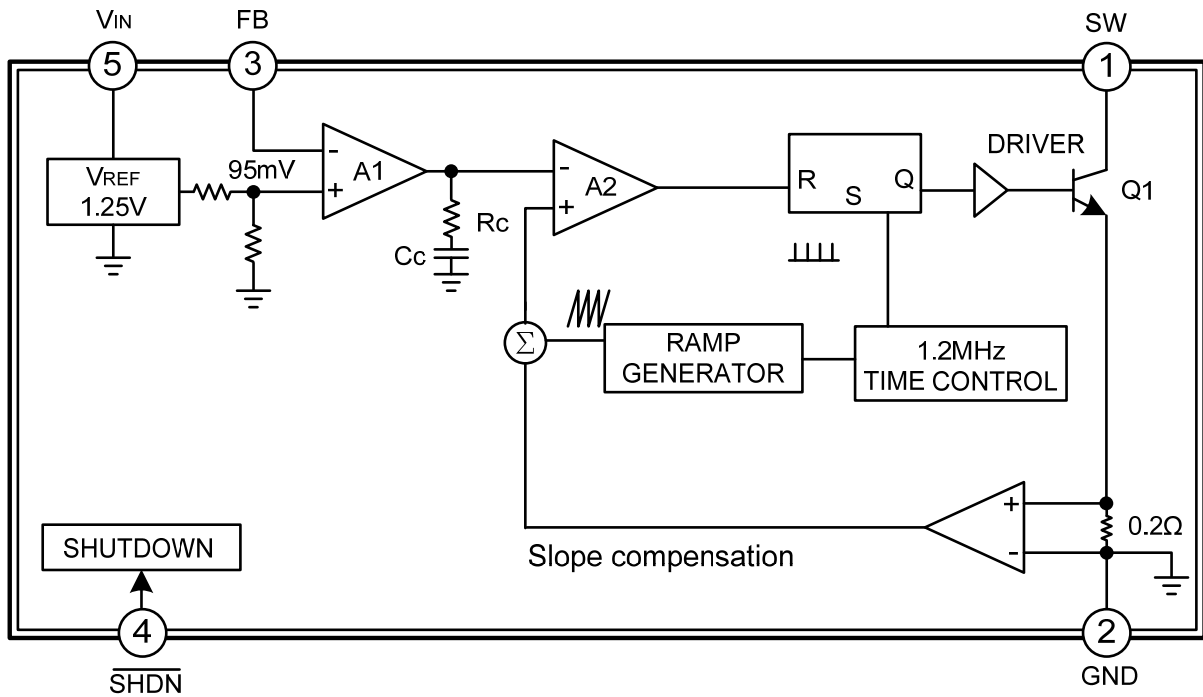 VIN
FB
SW
5
3
1
VREF
1.25V
95mV
-
+
A1
Rc
Cc
-
+
A2
R
S
Q
DRIVER
Q1
Σ
RAMP
GENERATOR
1.2MHz
TIME CONTROL
Slope compensation
+
-
0.2Ω
SHUTDOWN
4
SHDN
2
GND